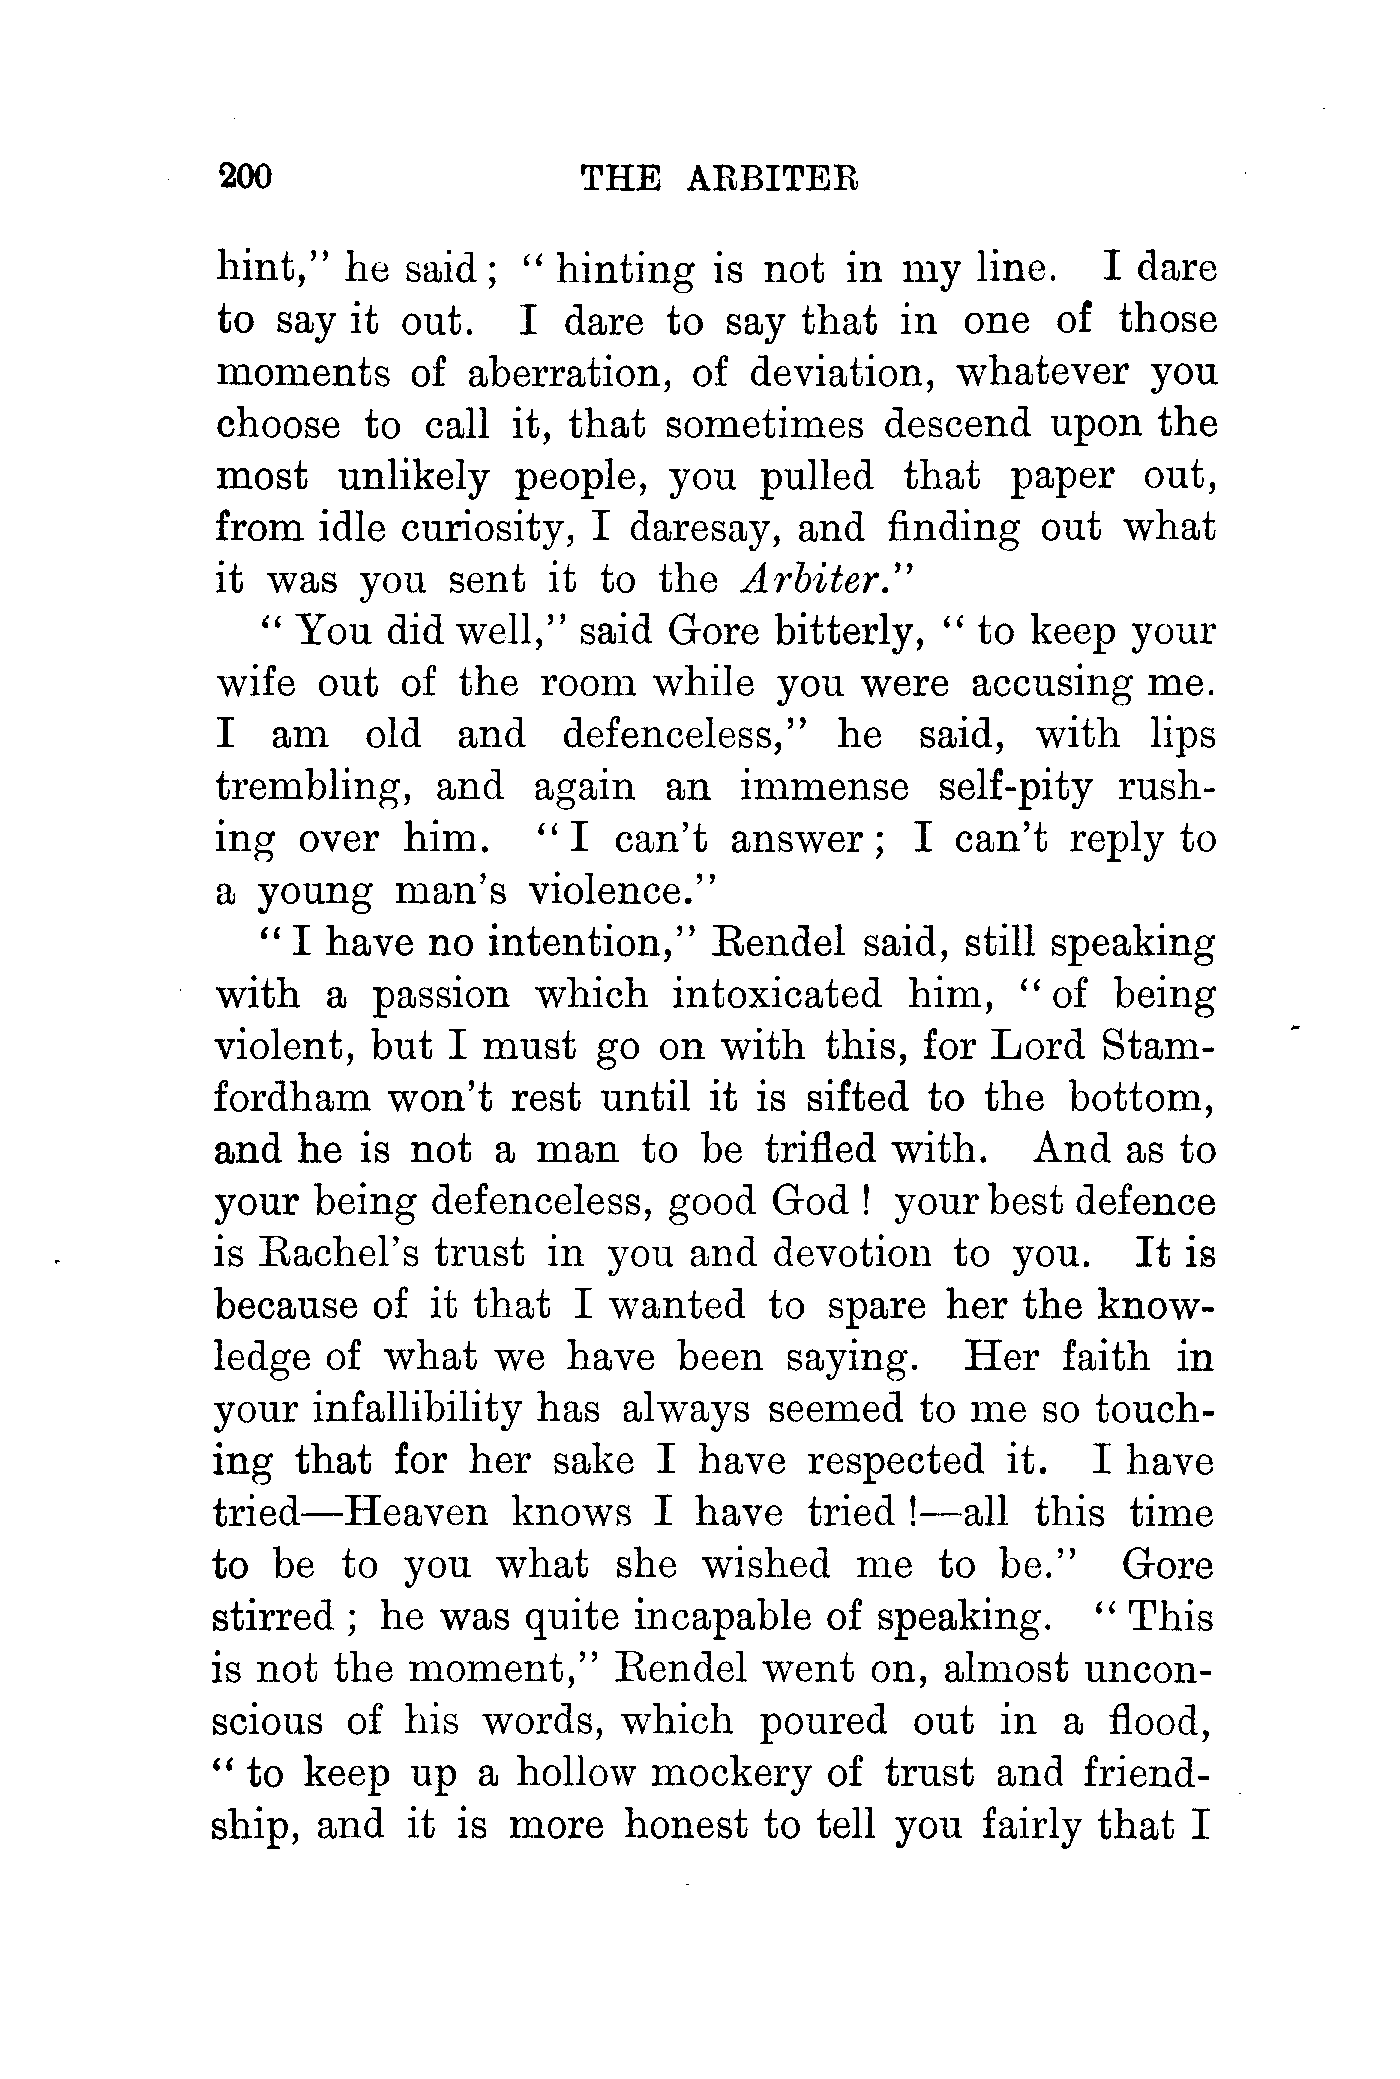 200 THE ARBITER
hint," he said ; " hinting is not in my line. I dare
to say it out. I dare to say that in one of those
moments of aberration, of deviation, whatever you
choose to call it, that sometimes descend upon the
most unlikely people, you pulled that paper out,
from idle curiosity, I daresay, and finding out what
it was you sent it to the Arbiter."
" You did well," said Gore bitterly, " to keep your
wife out of the room while you were accusing me.
I am old and defenceless," he said, with lips
trembling, and again an immense self-pity rush-
ing over him. " I can't answer ; I can't reply to
a young man's violence."
" I have no intention," Rendel said, still speaking
with a passion which intoxicated him, " of being
violent, but I must go on with this, for Lord Stam-
fordham won't rest until it is sifted to the bottom,
and he is not a man to be trifled with. And as to
your being defenceless, good God ! your best defence
is Rachel's trust in you and devotion to you. It is
because of it that I wanted to spare her the know-
ledge of what we have been saying. Her faith in
your infallibility has always seemed to me so touch-
ing that for her sake I have respected it. I have
tried—Heaven knows I have tried !—all this time
to be to you what she wished me to be." Gore
stirred ; he was quite incapable of speaking. " This
is not the moment," Rendel went on, almost uncon-
scious of his words, which poured out in a flood,
" to keep up a hollow mockery of trust and friend-
ship, and it is more honest to tell you fairly that I